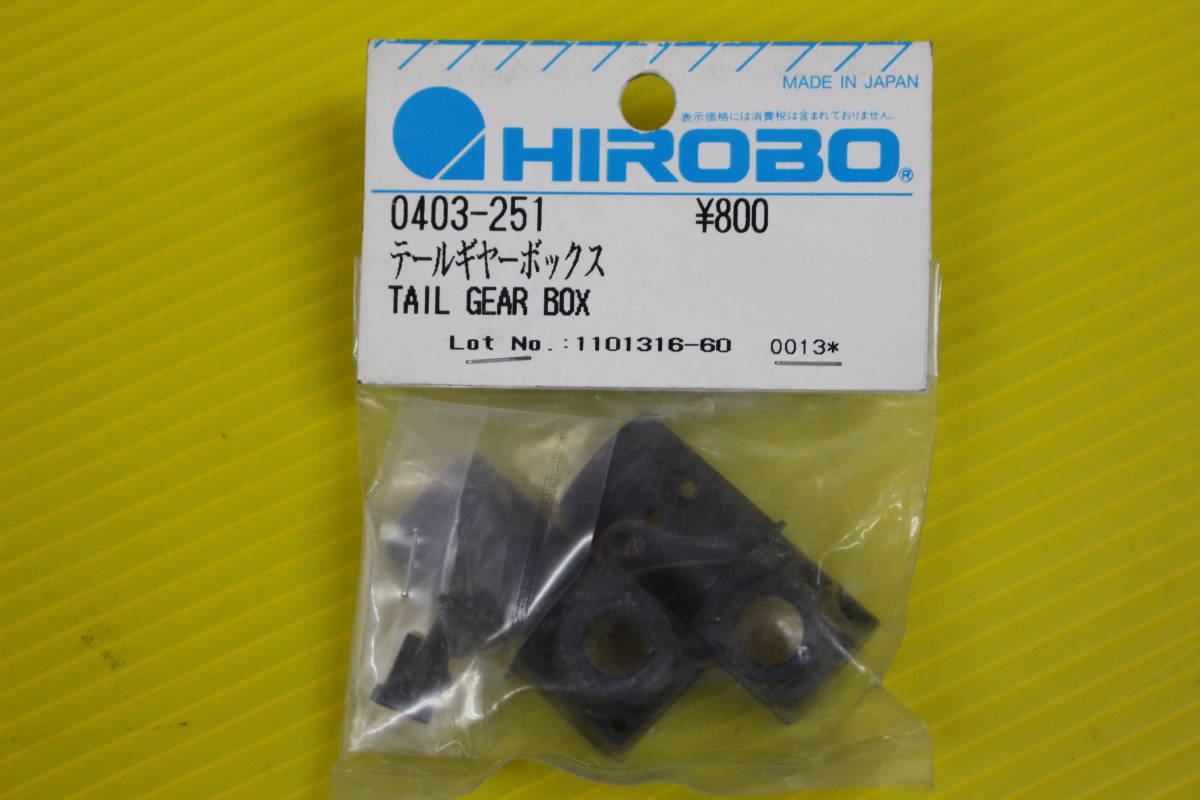 MADE IN JAPAN
表示価格には消費税は含まれておりません。
HIROBO®
0403-251 ¥800
テールギヤーボックス
TAIL GEAR BOX
Lot No.:1101316-60 0013*